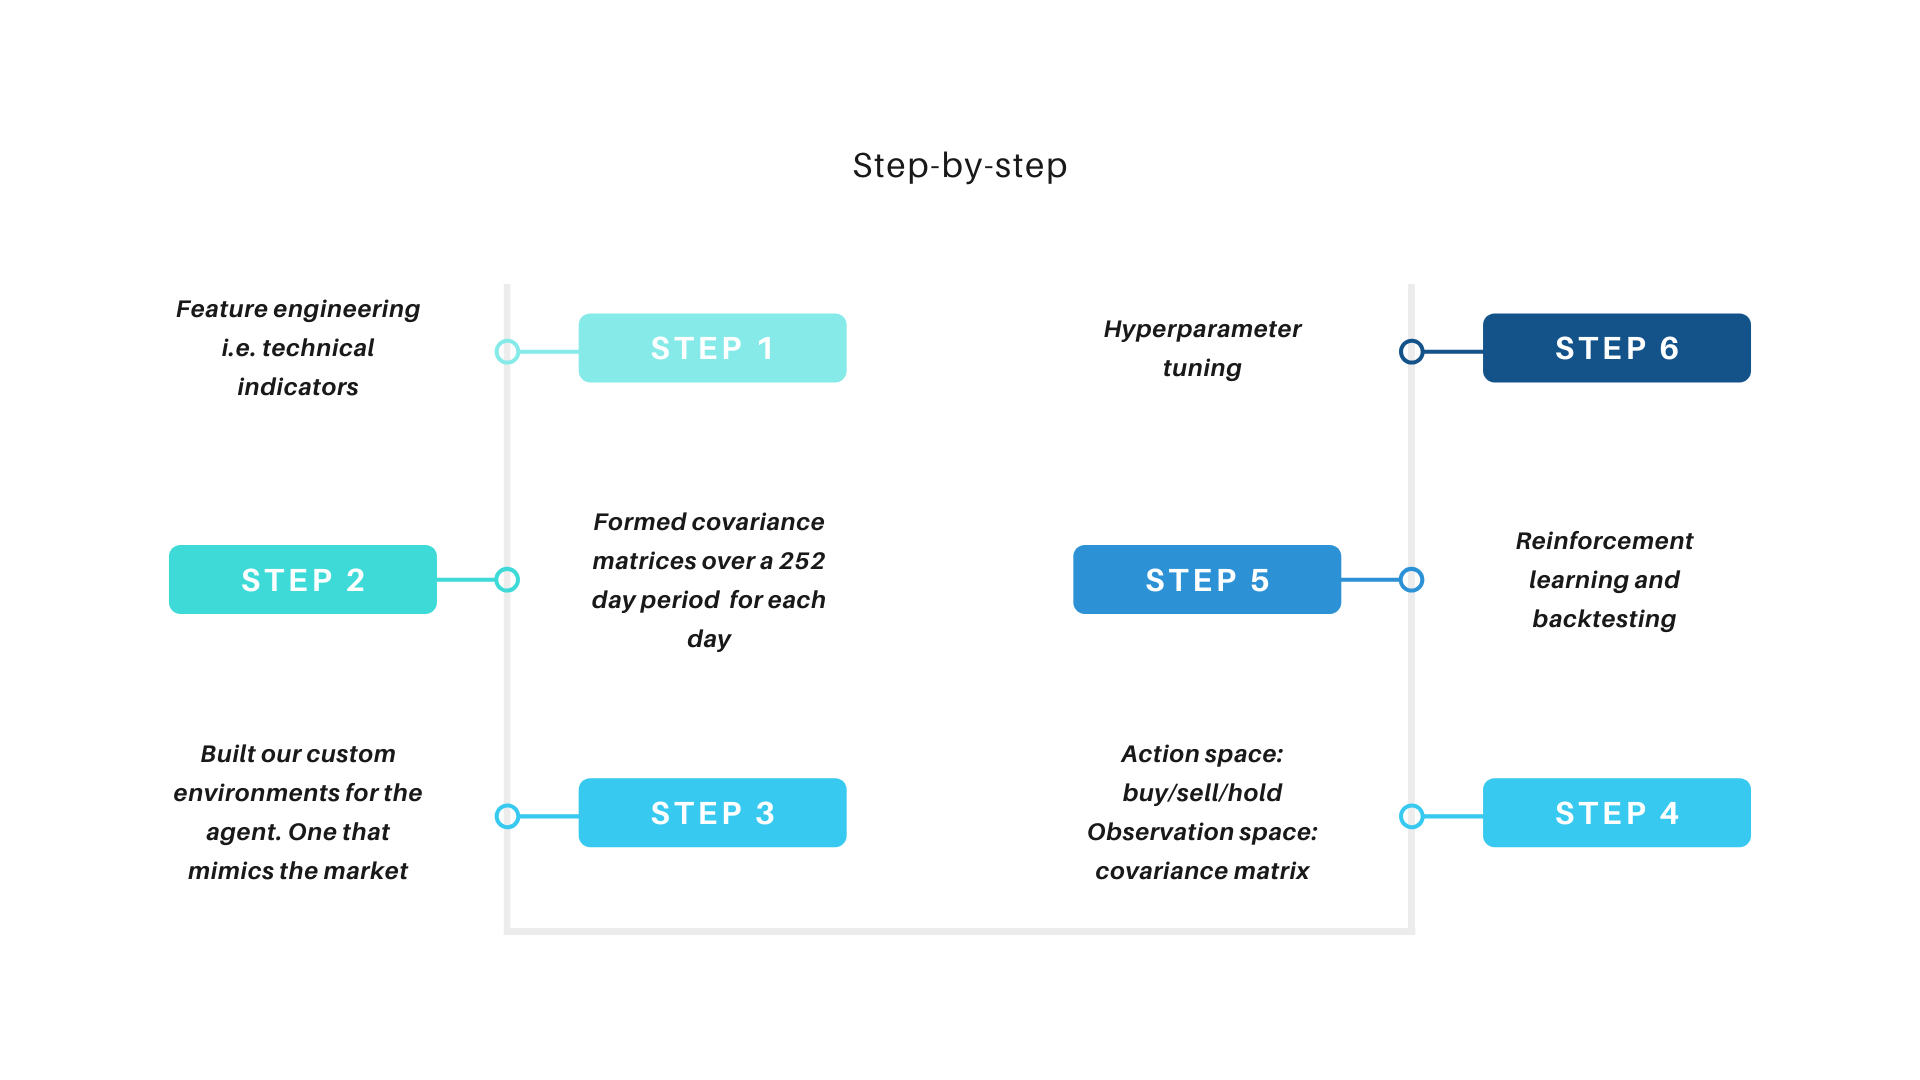 Step-by-step
Feature engineering
i.e. technical
indicators
STEP 1
STEP 2
Formed covariance
matrices over a 252
day period  for each
day
Built our custom
environments for the
agent. One that
mimics the market
STEP 3
Action space:
buy/sell/hold
Observation space:
covariance matrix
STEP 4
STEP 5
Reinforcement
learning and
backtesting
Hyperparameter
tuning
STEP 6